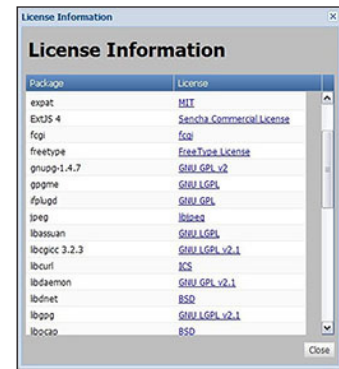 License Information
License Information
Package License
expat MIT
ExtJS 4 Sencha Commercial License
fcgi fcgi
freetype FreeType License
gnupg-1.4.7 GNU GPL v2
gpgme GNU LGPL
ifplugd GNU GPL
jpeg libjpeg
libassuan GNU LGPL
libcgicc 3.2.3 GNU LGPL v2.1
libcurl ICS
libdaemon GNU GPL v2.1
libdnet BSD
libgpg GNU LGPL v2.1
libpcap BSD
Close